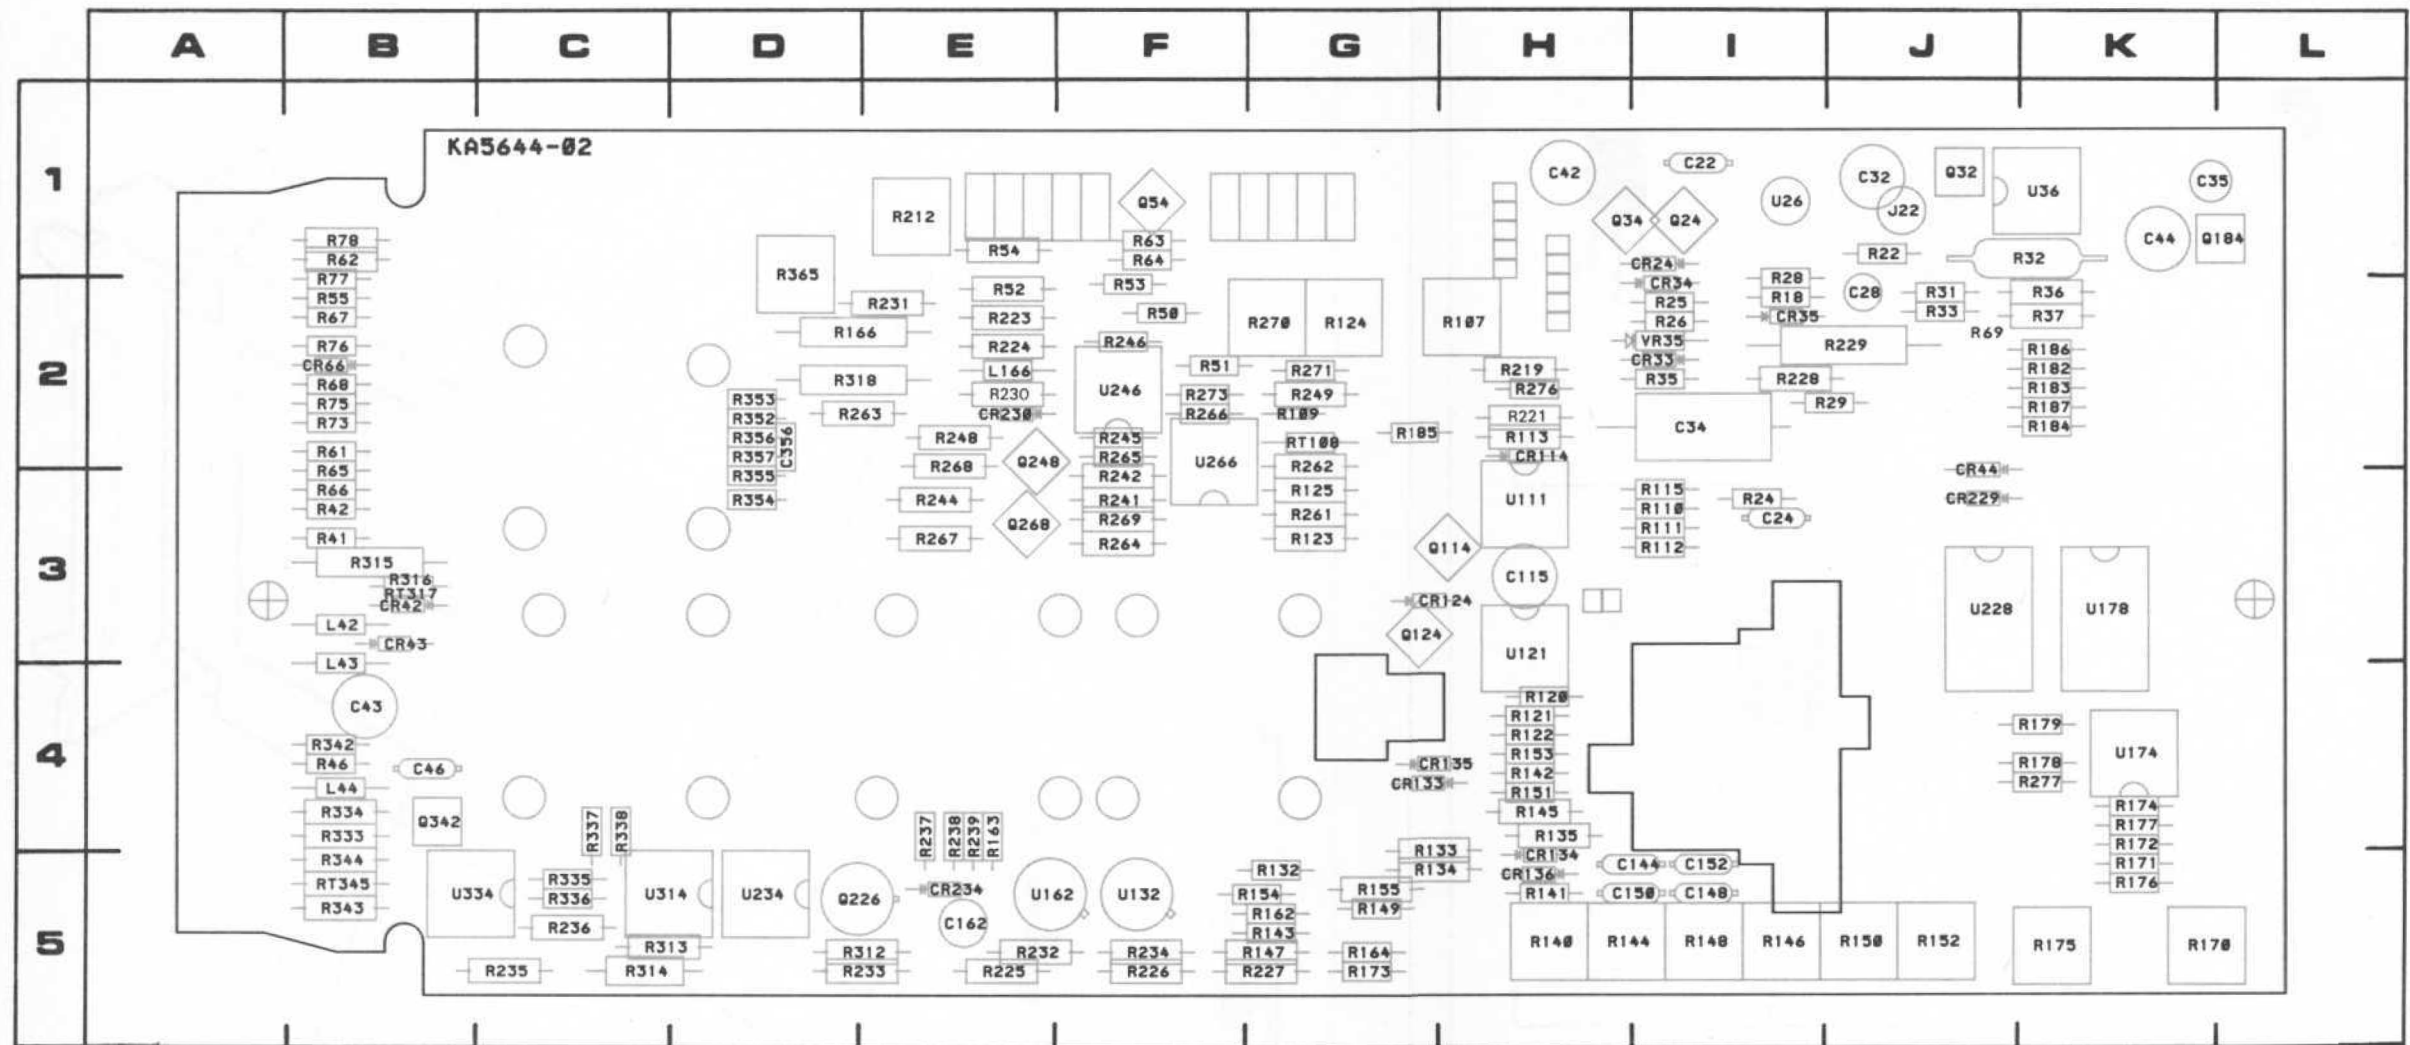 A B C D E F G H I J K L
KA5644-02
1
C42 C22 C32 Q32 U36 C35
R212 Q54 U26 J22
Q34 Q24
R78 R63 C44 Q184
R62 R54 R64 R22 R32
R365 CR24
R77 R53 R28 CR34
R55 R52 R18 C28 R31 R36
R231 R25
R67 R223 R50 R26 CR35 R33 R37
R166 R270 R124 R107 R69
R76 R224 R246 VR35 R229 R186
2
CR66 L166 R51 R271 R219 CR33 R182
R68 R318 U246 R276 R35 R228 R183
R353 R230 R273 R249
R75 R263 CR230 R266 R109 R29 R187
R73 R352 R221 C34 R184
R356 C356 R248 R245 RT108 R185 R113
R61 R357 R265 CR114
R65 R355 R268 Q248 R242 U266 R262 CR44
R66 R354 R244 R241 R125 U111 R115 R24 CR229
R42 Q268 R269 R261 R110 C24
R41 R267 R264 R123 R111
Q114 R112
3
R315 C115
R316
RT317
CR42 CR124 U228 U178
L42
CR43 Q124
L43 U121
C43 R120
R121 R179
R342 R122
4
R46 C46 CR135 R153 R178 U174
L44 CR133 R142 R277
R151
R334 Q342 R145 R174
R333 R337 R338 R237 R238 R239 R163 R135 R177
R344 R133 CR134 R172
RT345 R335 R132 R134 CR136 C144 C152 R171
U334 R336 U314 U234 Q226 CR234 U162 U132 R154 R155 R141 C150 C148 R176
R343 R162 R149
R236 C162 R143
5
R313 R312 R232 R234 R147 R164 R140 R144 R148 R146 R150 R152 R175 R170
R235 R314 R233 R225 R226 R227 R173